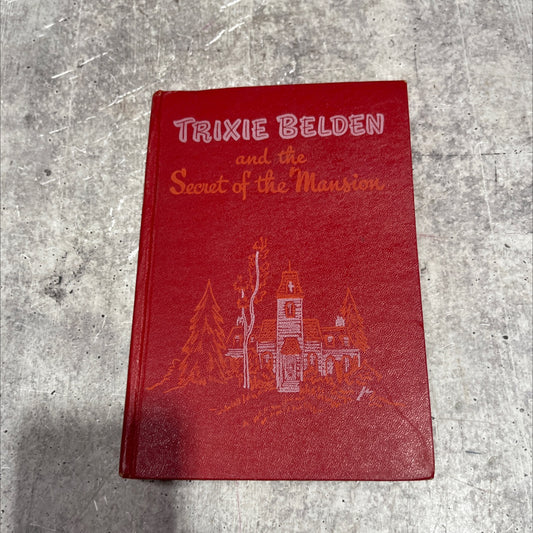 TRIXIE BELDEN
and the
Secret of the Mansion